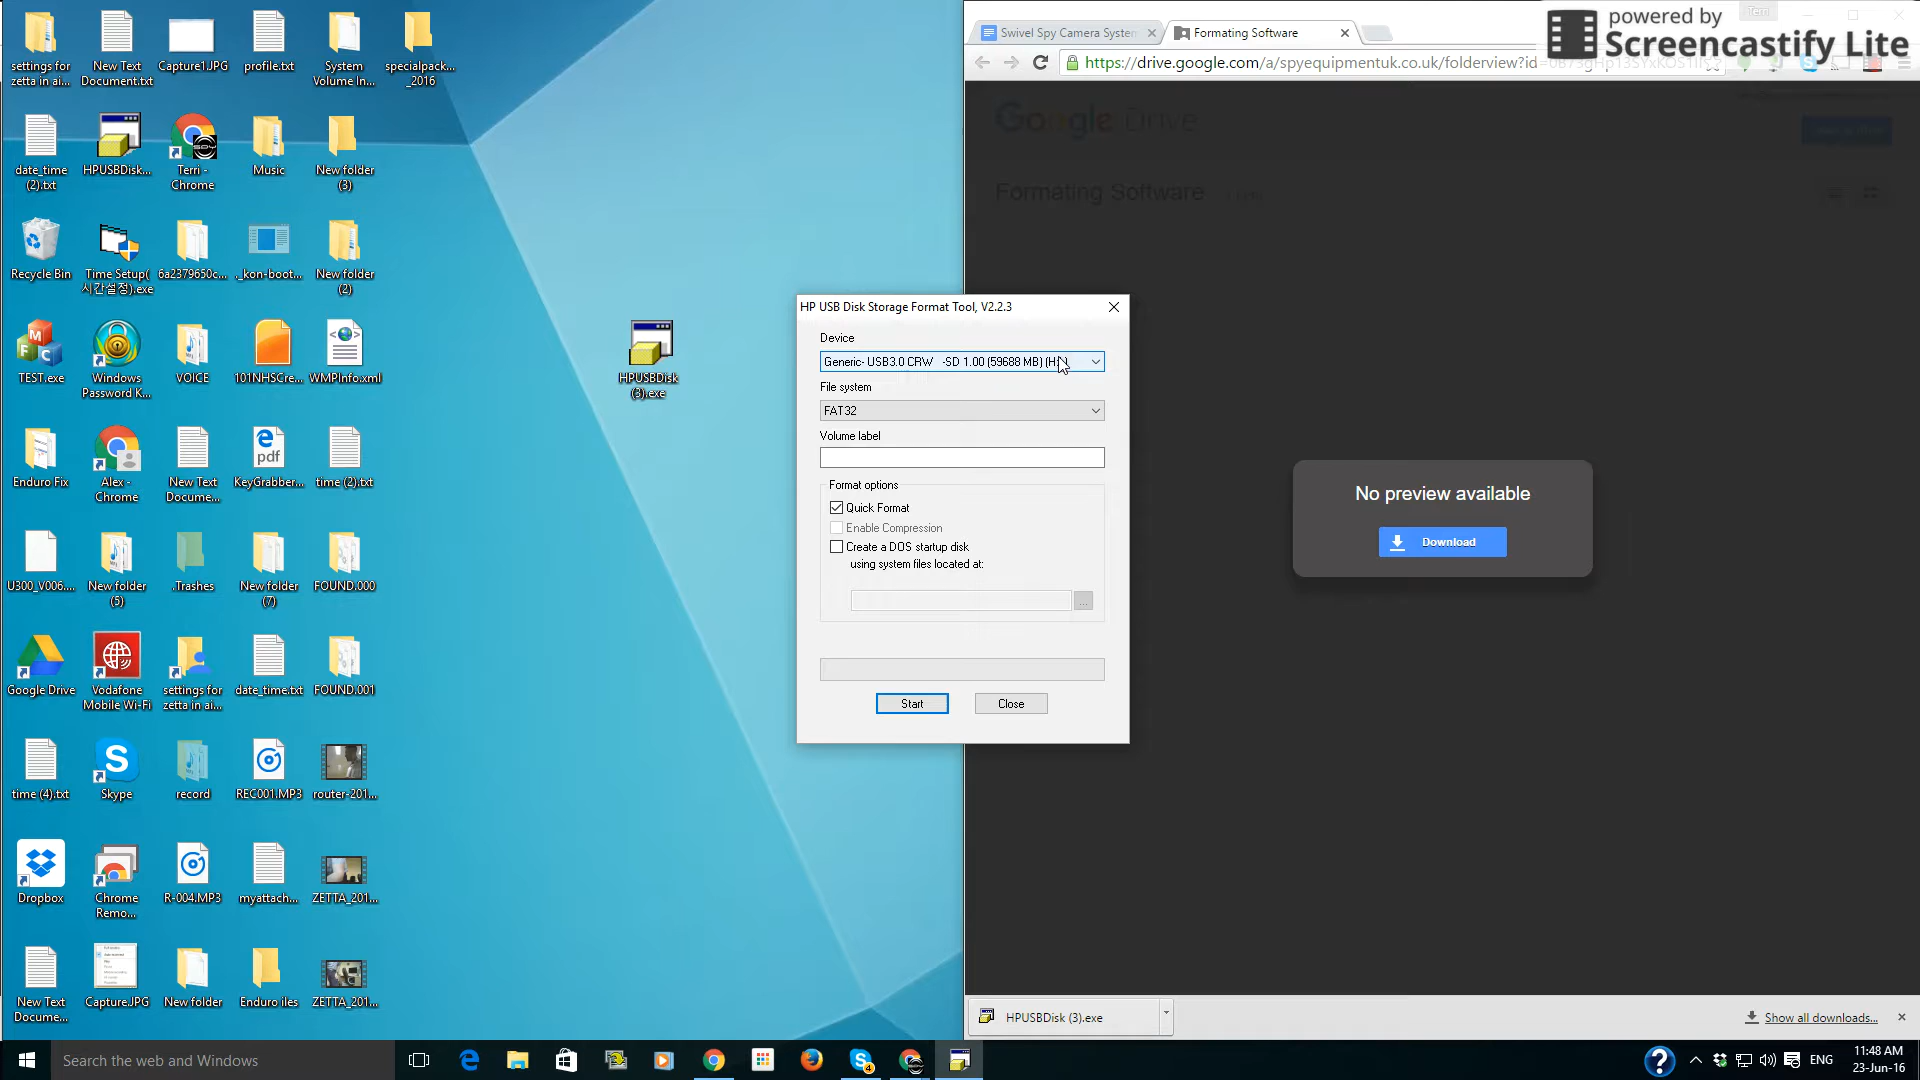 settings for
zetta in ai...
New Text
Document.txt
Capture1.JPG
profile.txt
System
Volume In...
specialpack...
_2016
date_time
(2).txt
HPUSBDisk...
Terri -
Chrome
Music
New folder
(3)
Recycle Bin
Time Setup(
시간설정).exe
6a2379650c...
._kon-boot...
New folder
(2)
TEST.exe
Windows
Password K...
VOICE
101NHSCre...
WMPInfo.xml
HPUSBDisk
(3).exe
Enduro Fix
Alex -
Chrome
New Text
Docume...
pdf
KeyGrabber...
time (2).txt
U300_V006....
New folder
(5)
.Trashes
New folder
(7)
FOUND.000
Google Drive
Vodafone
Mobile Wi-Fi
settings for
zetta in ai...
date_time.txt
FOUND.001
time (4).txt
Skype
record
REC001.MP3
router-201...
Dropbox
Chrome
Remo...
R-004.MP3
myattach...
ZETTA_201...
New Text
Docume...
Capture.JPG
New folder
Enduro iles
ZETTA_201...
HP USB Disk Storage Format Tool, V2.2.3
Device
Generic- USB3.0 CRW -SD 1.00 (59688 MB) (H:\)
File system
FAT32
Volume label
Format options
Quick Format
Enable Compression
Create a DOS startup disk
using system files located at:
...
Start
Close
Swivel Spy Camera System
Formating Software
Terri
powered by
Screencastify Lite
https://drive.google.com/a/spyequipmentuk.co.uk/folderview?id
Google Drive
Formating Software
No preview available
Download
HPUSBDisk (3).exe
Show all downloads...
Search the web and Windows
4
ENG
11:48 AM
23-Jun-16